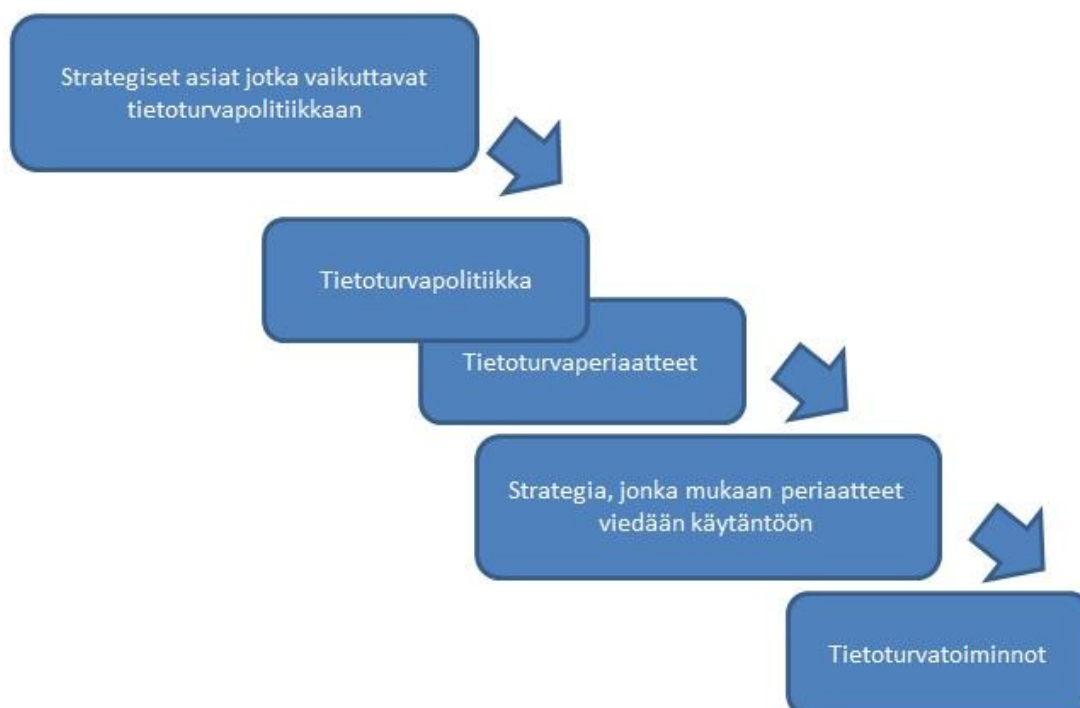 Strategiset asiat jotka vaikuttavat
tietoturvapolitiikkaan
Tietoturvapolitiikka
Tietoturvaperiaatteet
Strategia, jonka mukaan periaatteet
viedään käytäntöön
Tietoturvatoiminnot